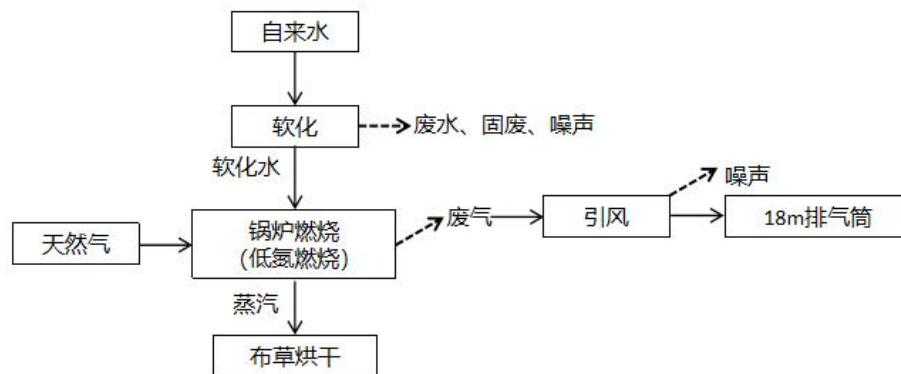 自来水
软化
废水、固废、噪声
软化水
噪声
天然气
锅炉燃烧
（低氮燃烧）
废气
引风
18m排气筒
蒸汽
布草烘干